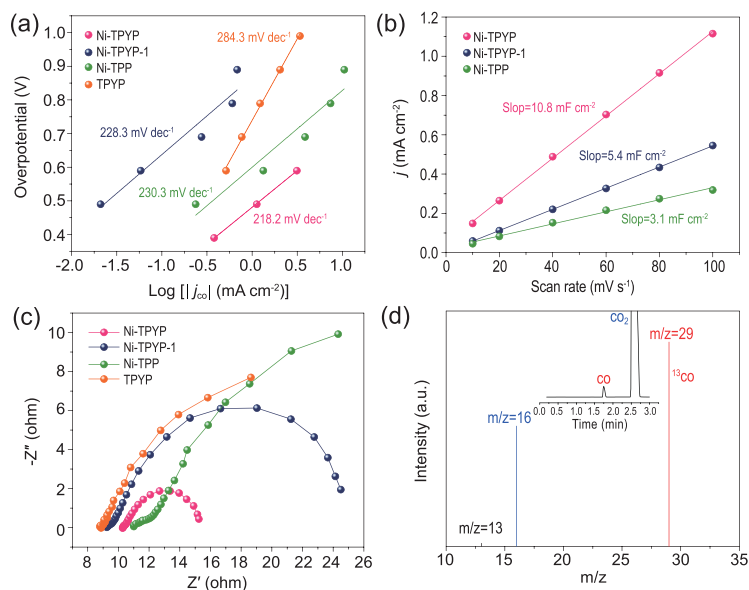 (a)
Ni-TPYP
Ni-TPYP-1
Ni-TPP
TPYP
284.3 mV dec-1
228.3 mV dec-1
230.3 mV dec-1
218.2 mV dec-1
1.0
0.9
0.8
0.7
0.6
0.5
0.4
Overpotential (V)
-2.0 -1.5 -1.0 -0.5 0.0 0.5 1.0
Log [|jco| (mA cm-2)]
(b)
Ni-TPYP
Ni-TPYP-1
Ni-TPP
Slop=10.8 mF cm-2
Slop=5.4 mF cm-2
Slop=3.1 mF cm-2
1.2
1.0
0.8
0.6
0.4
0.2
0.0
j (mA cm-2)
0 20 40 60 80 100
Scan rate (mV s-1)
(c)
Ni-TPYP
Ni-TPYP-1
Ni-TPP
TPYP
10
8
6
4
2
0
-Z″ (ohm)
8 10 12 14 16 18 20 22 24 26
Z′ (ohm)
(d)
CO2
m/z=29
13CO
CO
0.0 0.5 1.0 1.5 2.0 2.5 3.0
Time (min)
m/z=16
m/z=13
Intensity (a.u.)
10 15 20 25 30 35
m/z